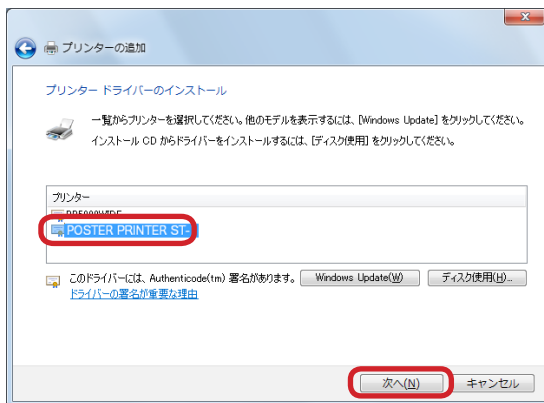 プリンターの追加
プリンター ドライバーのインストール
一覧からプリンターを選択してください。他のモデルを表示するには、[Windows Update] をクリックしてください。
インストール CD からドライバーをインストールするには、[ディスク使用] をクリックしてください。
プリンター
POSTER PRINTER ST-
このドライバーには、Authenticode(tm) 署名があります。 Windows Update(W) ディスク使用(H)...
ドライバーの署名が重要な理由
次へ(N) キャンセル